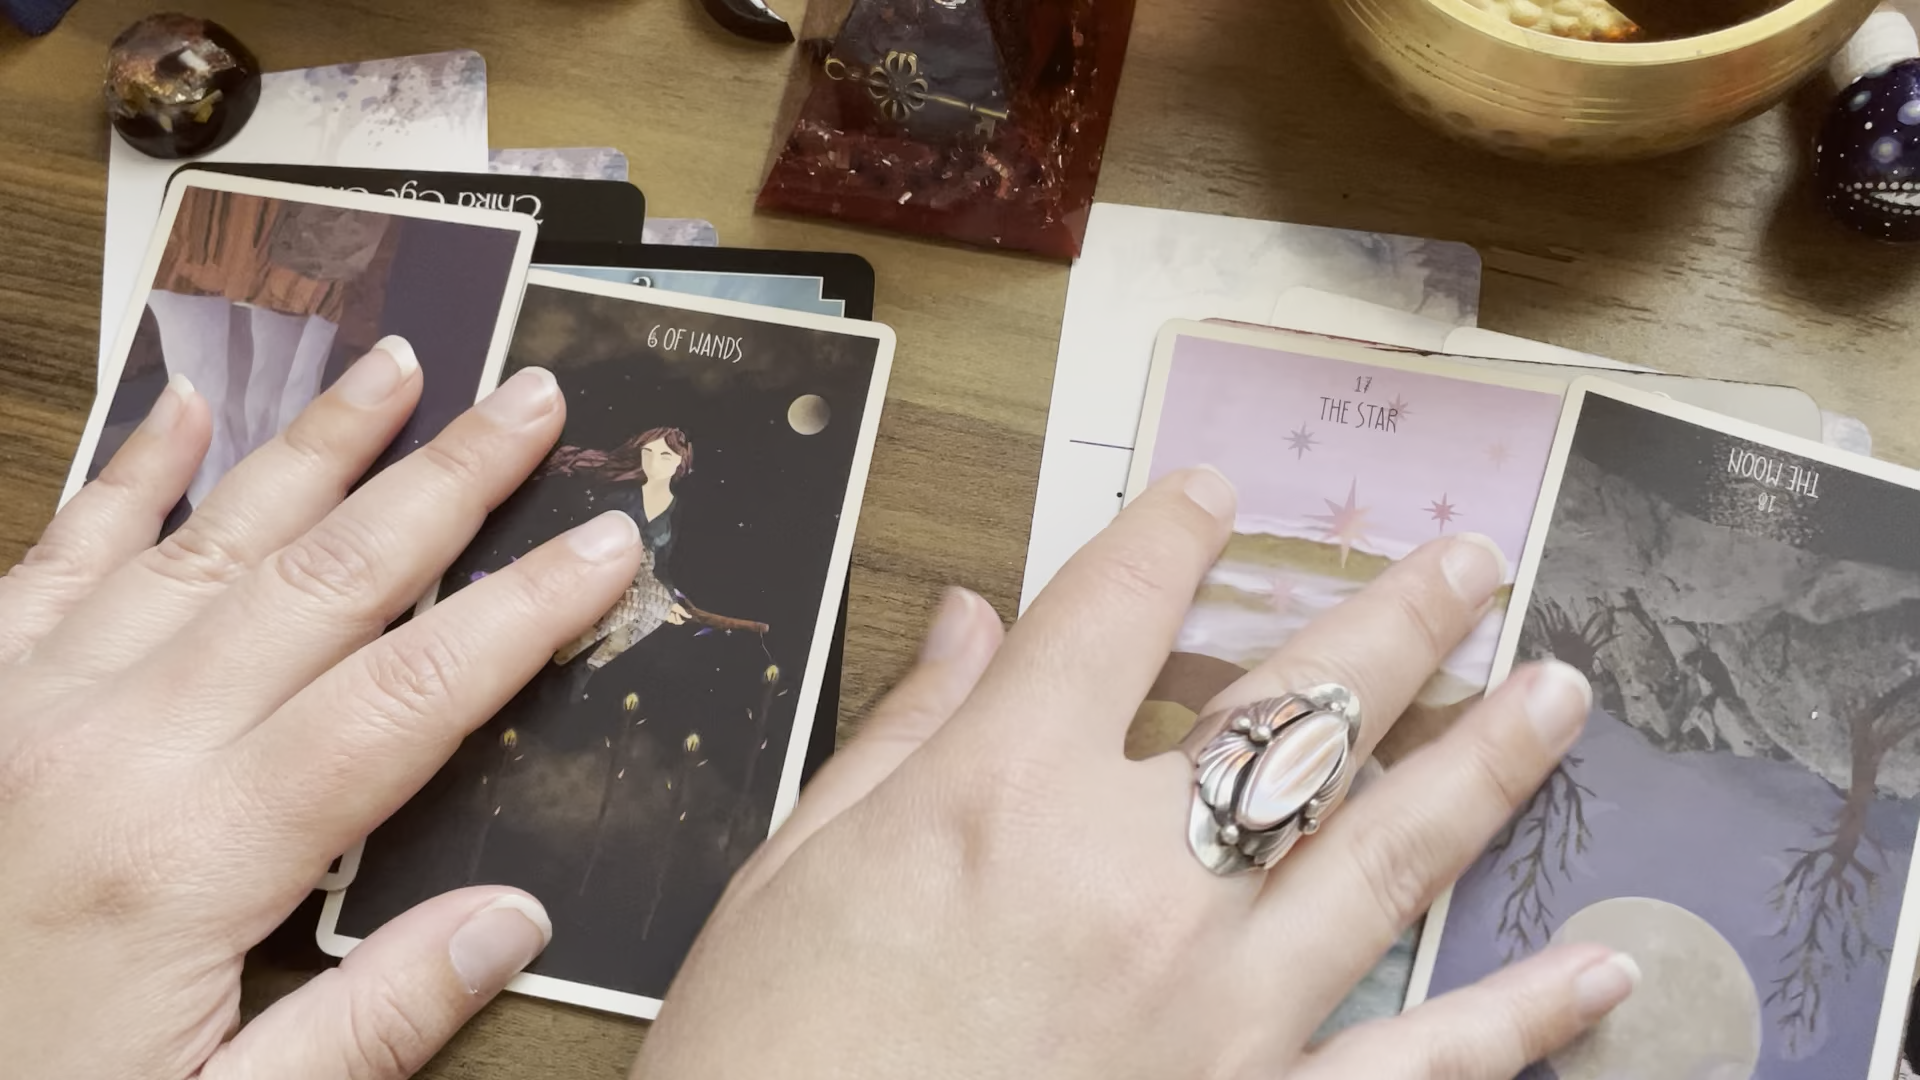 6 OF WANDS
17
THE STAR
THE MOON
18